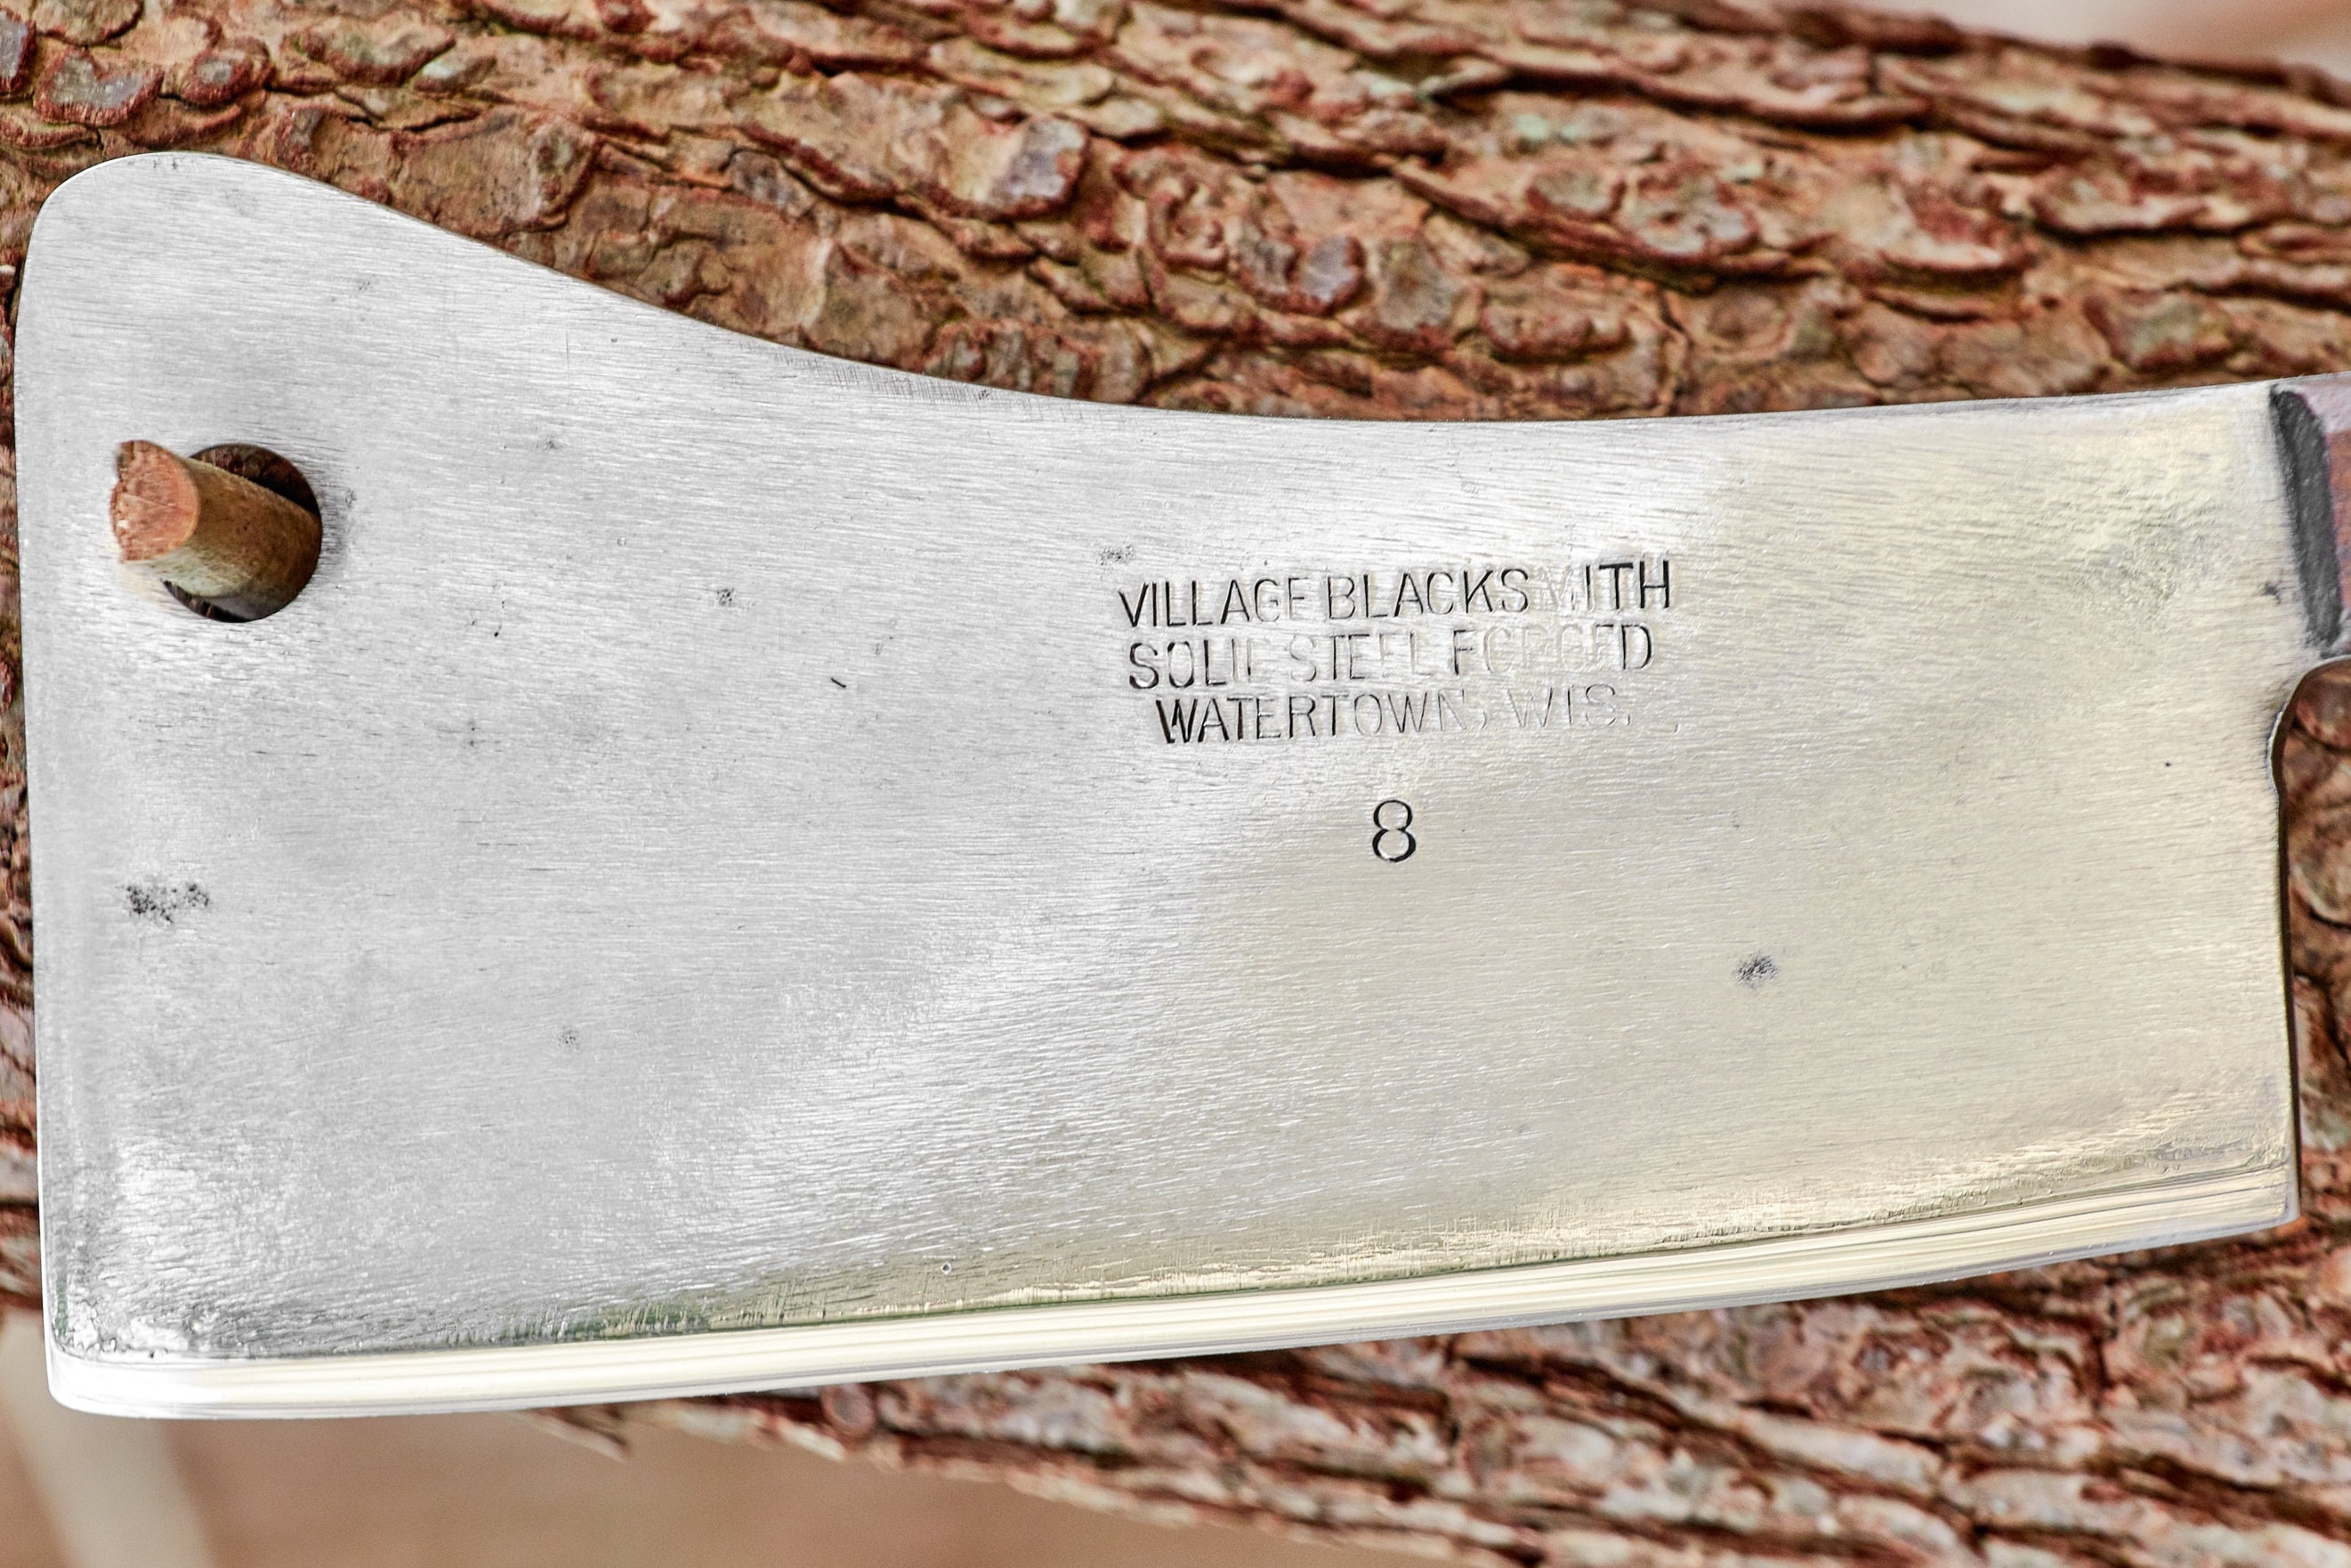 VILLAGE BLACKSMITH
SOLID STEEL FORGED
WATERTOWN, WIS.
8